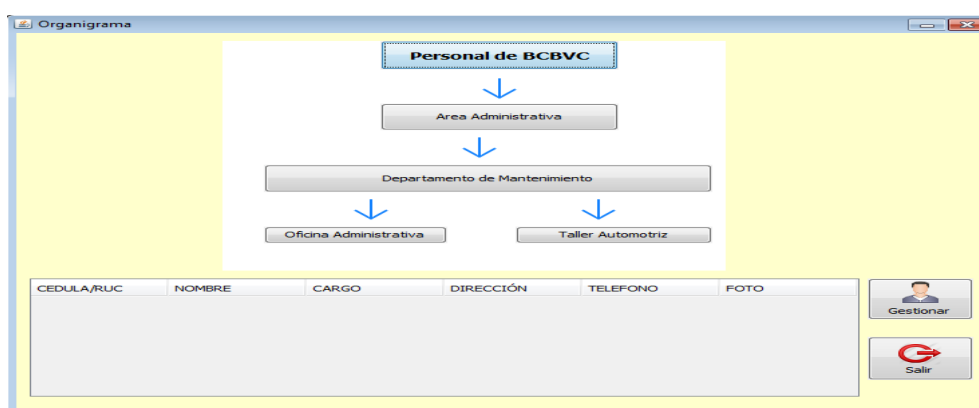 Organigrama
Personal de BCBVC
Area Administrativa
Departamento de Mantenimiento
Oficina Administrativa Taller Automotriz
CEDULA/RUC NOMBRE CARGO DIRECCIÓN TELEFONO FOTO
Gestionar
Salir